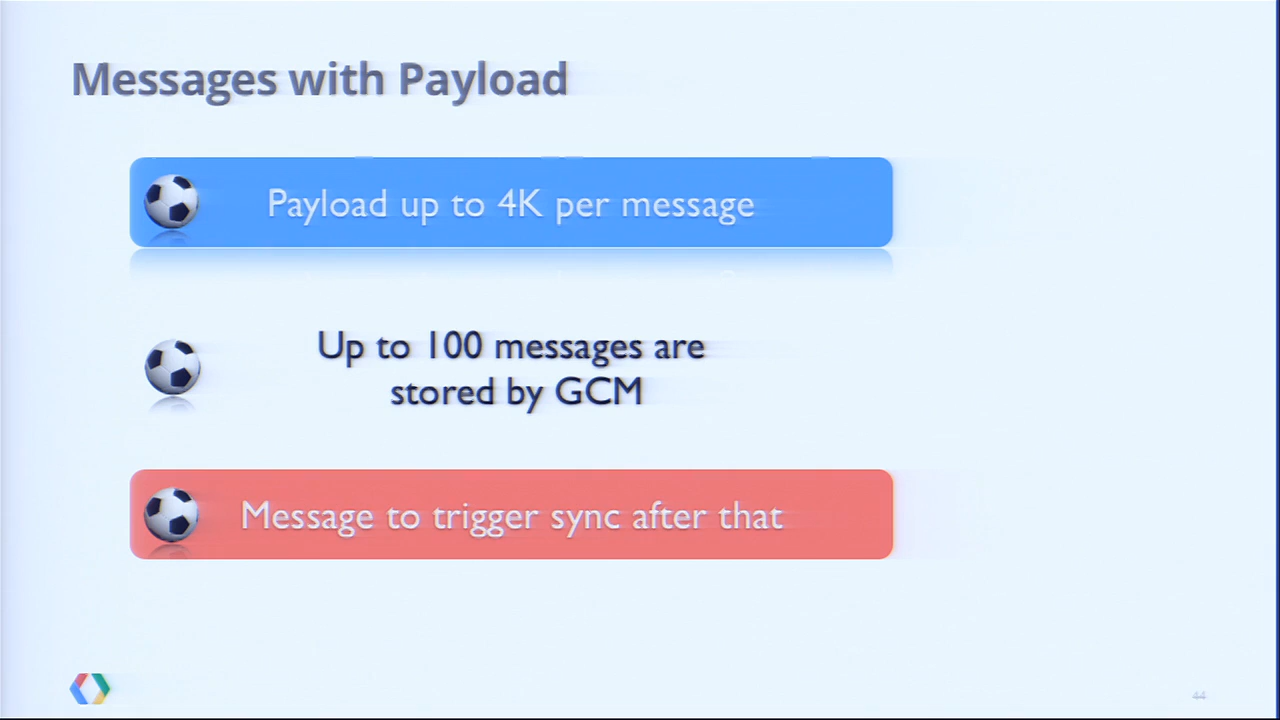 Messages with Payload
Payload up to 4K per message
Up to 100 messages are
stored by GCM
Message to trigger sync after that
44